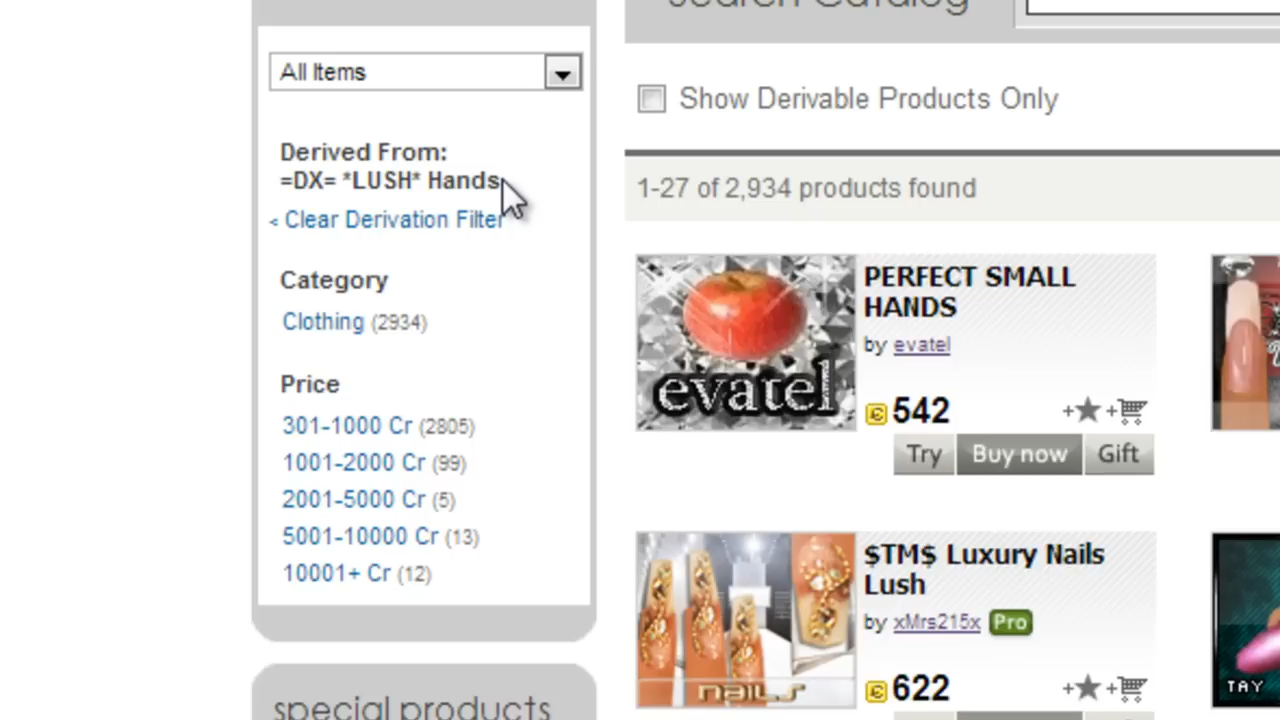 Search Catalog
All Items
Show Derivable Products Only
Derived From:
=DX= *LUSH* Hands
< Clear Derivation Filter
1-27 of 2,934 products found
Category
Clothing (2934)
Price
301-1000 Cr (2805)
1001-2000 Cr (99)
2001-5000 Cr (5)
5001-10000 Cr (13)
10001+ Cr (12)
special products
evatel
PERFECT SMALL
HANDS
by evatel
542
Try
Buy now
Gift
NAILS
$TM$ Luxury Nails
Lush
by xMrs215x Pro
622
TAY